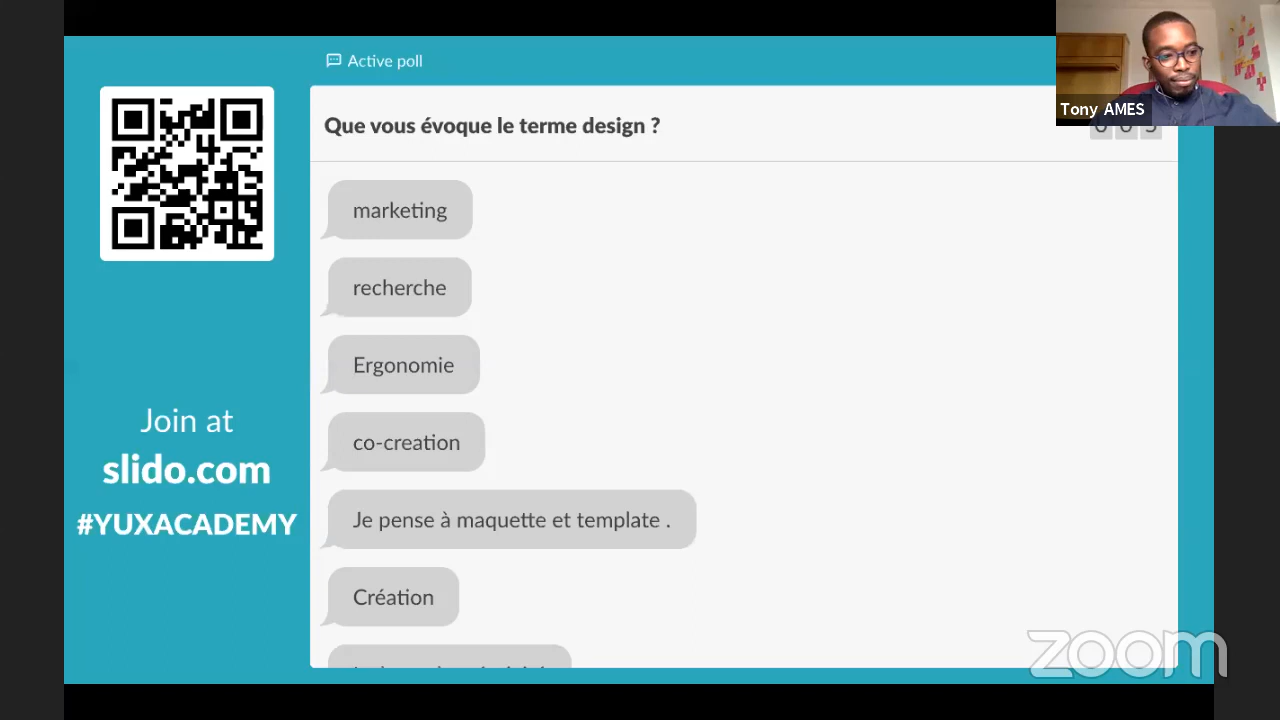 Active poll
Tony AMES
Que vous évoque le terme design ?
marketing
recherche
Ergonomie
co-creation
Je pense à maquette et template .
Création
Join at
slido.com
#YUXACADEMY
zoom